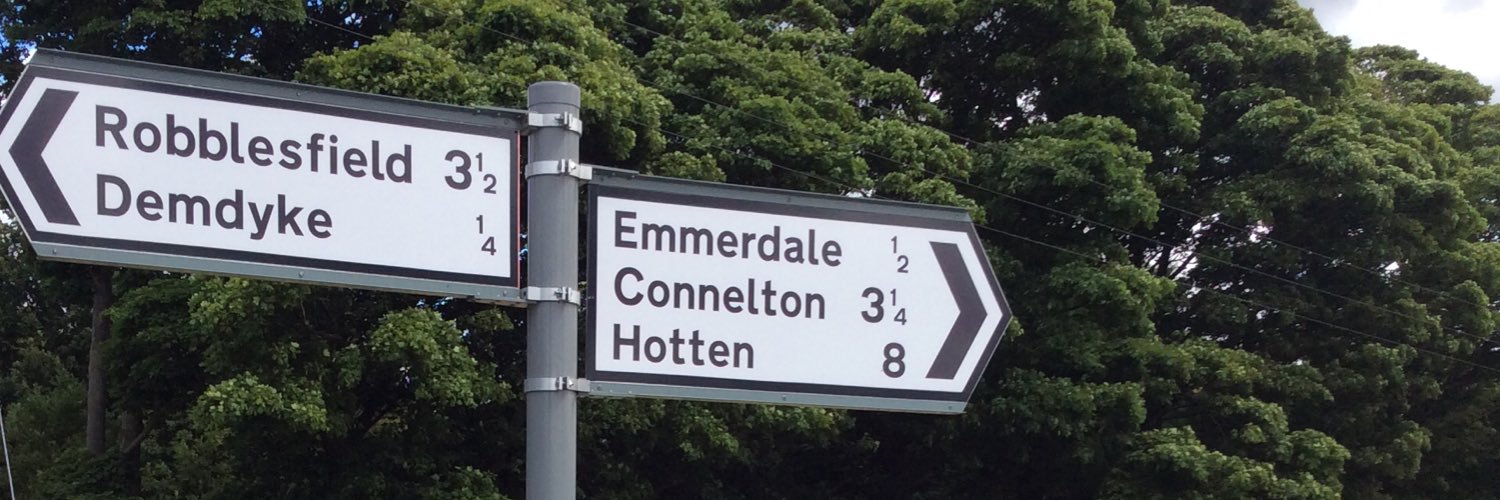 Robblesfield 3½
Demdyke ¼
Emmerdale ½
Connelton 3¼
Hotten 8